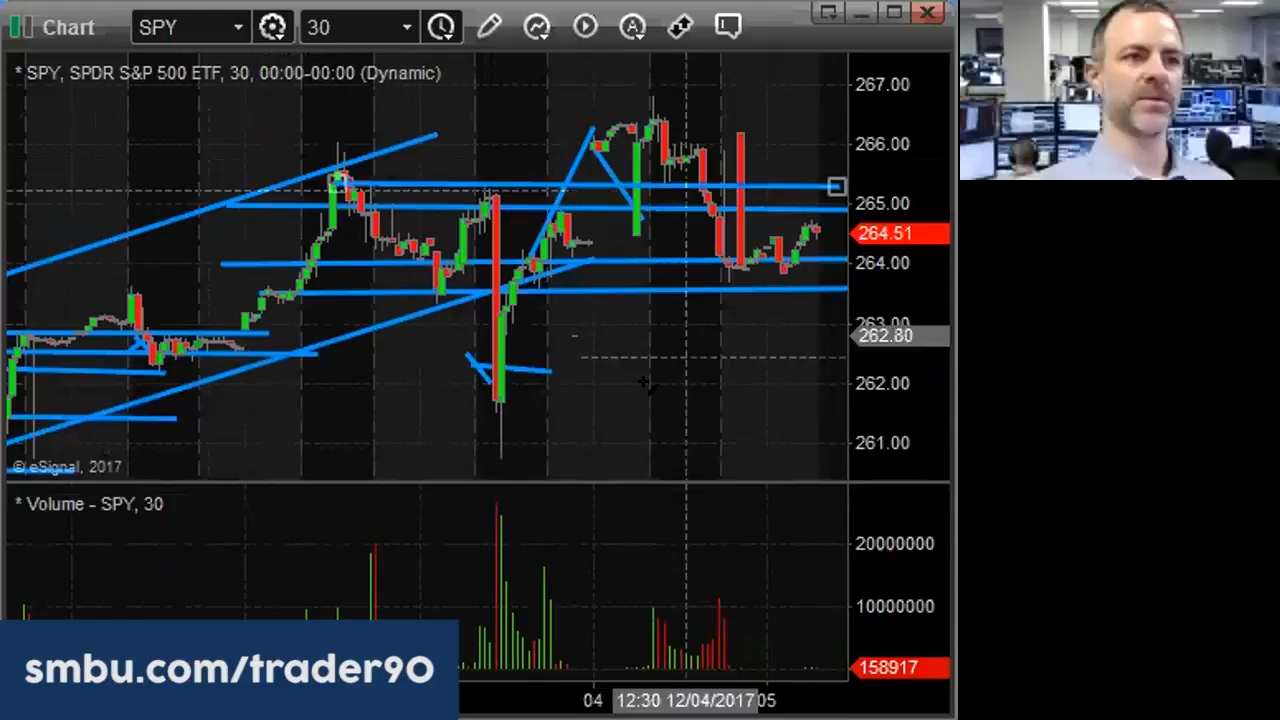 Chart SPY 30
* SPY, SPDR S&P 500 ETF, 30, 00:00-00:00 (Dynamic)
267.00
266.00
265.00
264.51
264.00
263.00
262.80
262.00
261.00
© eSignal, 2017
* Volume - SPY, 30
20000000
10000000
158917
smbu.com/trader90
04 12:30 12/04/2017 05